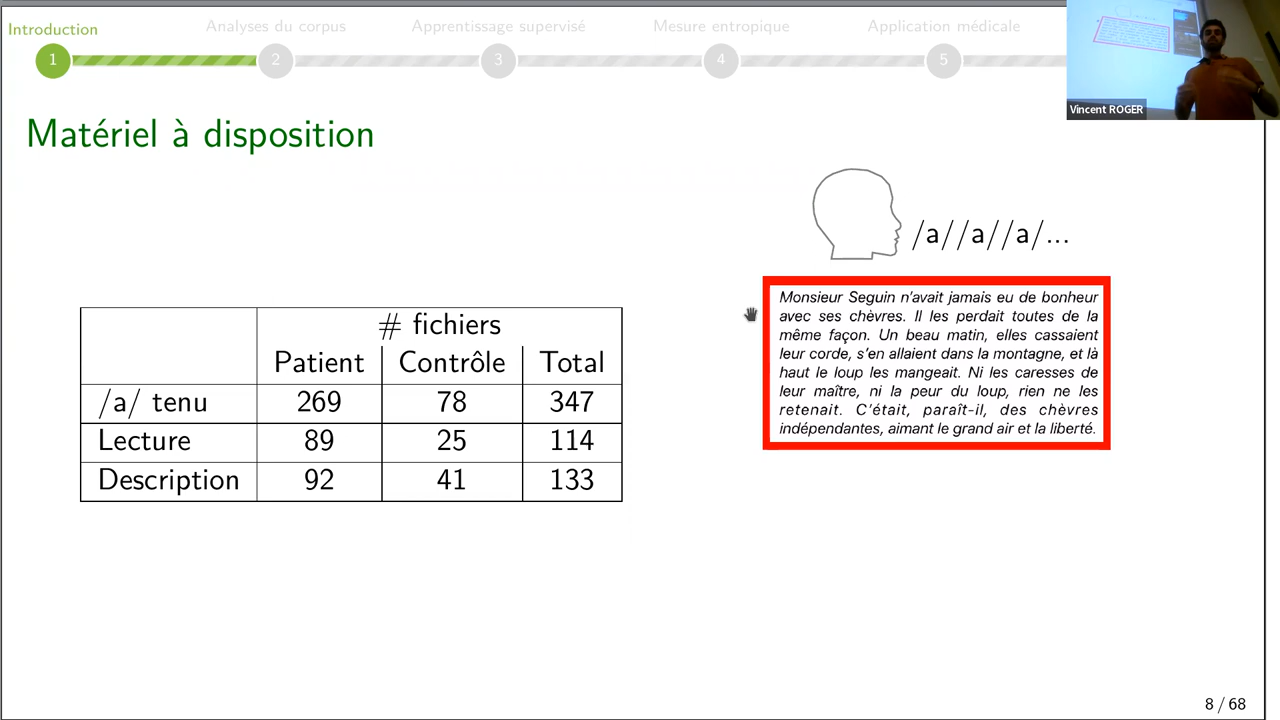 Introduction
Analyses du corpus
Apprentissage supervisé
Mesure entropique
Application médicale
1
2
3
4
5
Vincent ROGER
Matériel à disposition
/a//a//a/...
Monsieur Seguin n'avait jamais eu de bonheur
avec ses chèvres. Il les perdait toutes de la
même façon. Un beau matin, elles cassaient
leur corde, s'en allaient dans la montagne, et là
haut le loup les mangeait. Ni les caresses de
leur maître, ni la peur du loup, rien ne les
retenait. C'était, paraît-il, des chèvres
indépendantes, aimant le grand air et la liberté.
# fichiers
Patient Contrôle Total
/a/ tenu 269 78 347
Lecture 89 25 114
Description 92 41 133
8 / 68